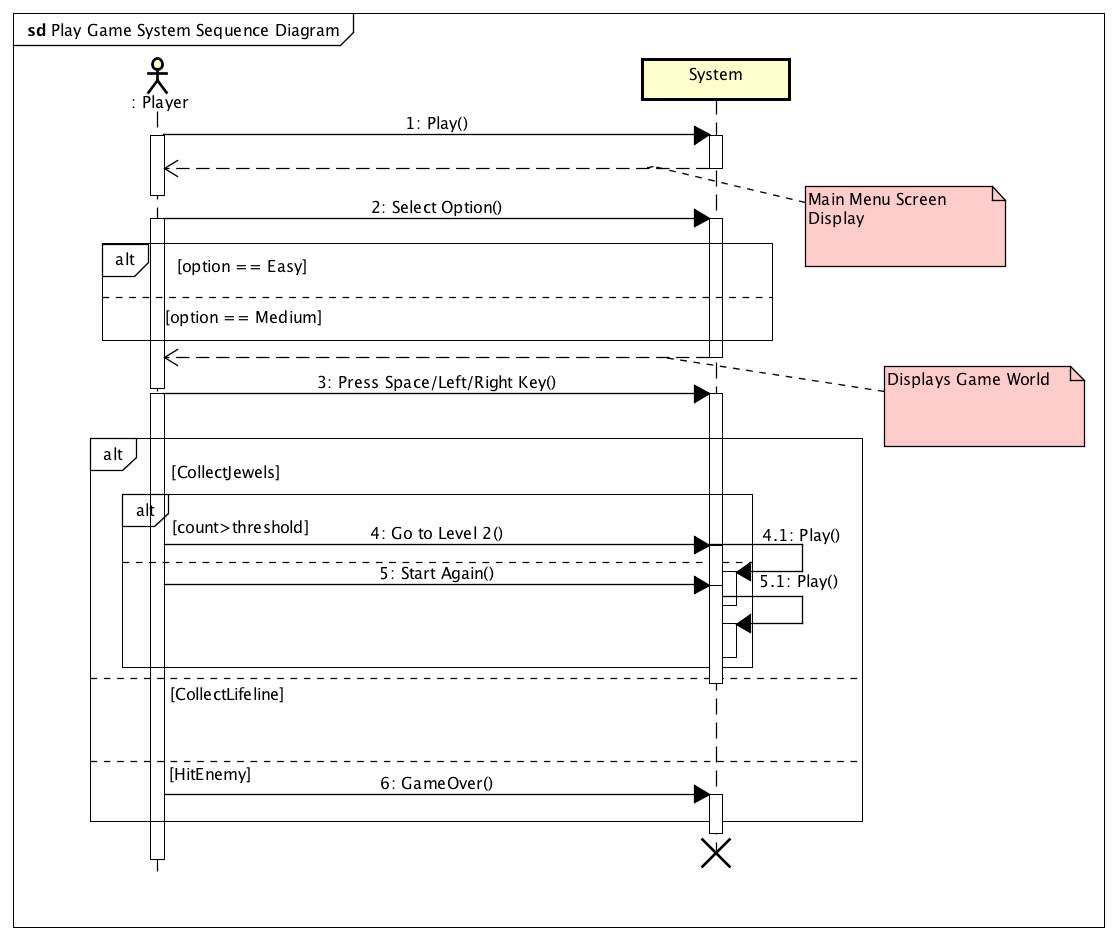 sd Play Game System Sequence Diagram
System
: Player
1: Play()
Main Menu Screen
Display
2: Select Option()
alt
[option == Easy]
[option == Medium]
Displays Game World
3: Press Space/Left/Right Key()
alt
[CollectJewels]
alt
[count>threshold]
4: Go to Level 2()
4.1: Play()
5: Start Again()
5.1: Play()
[CollectLifeline]
[HitEnemy]
6: GameOver()